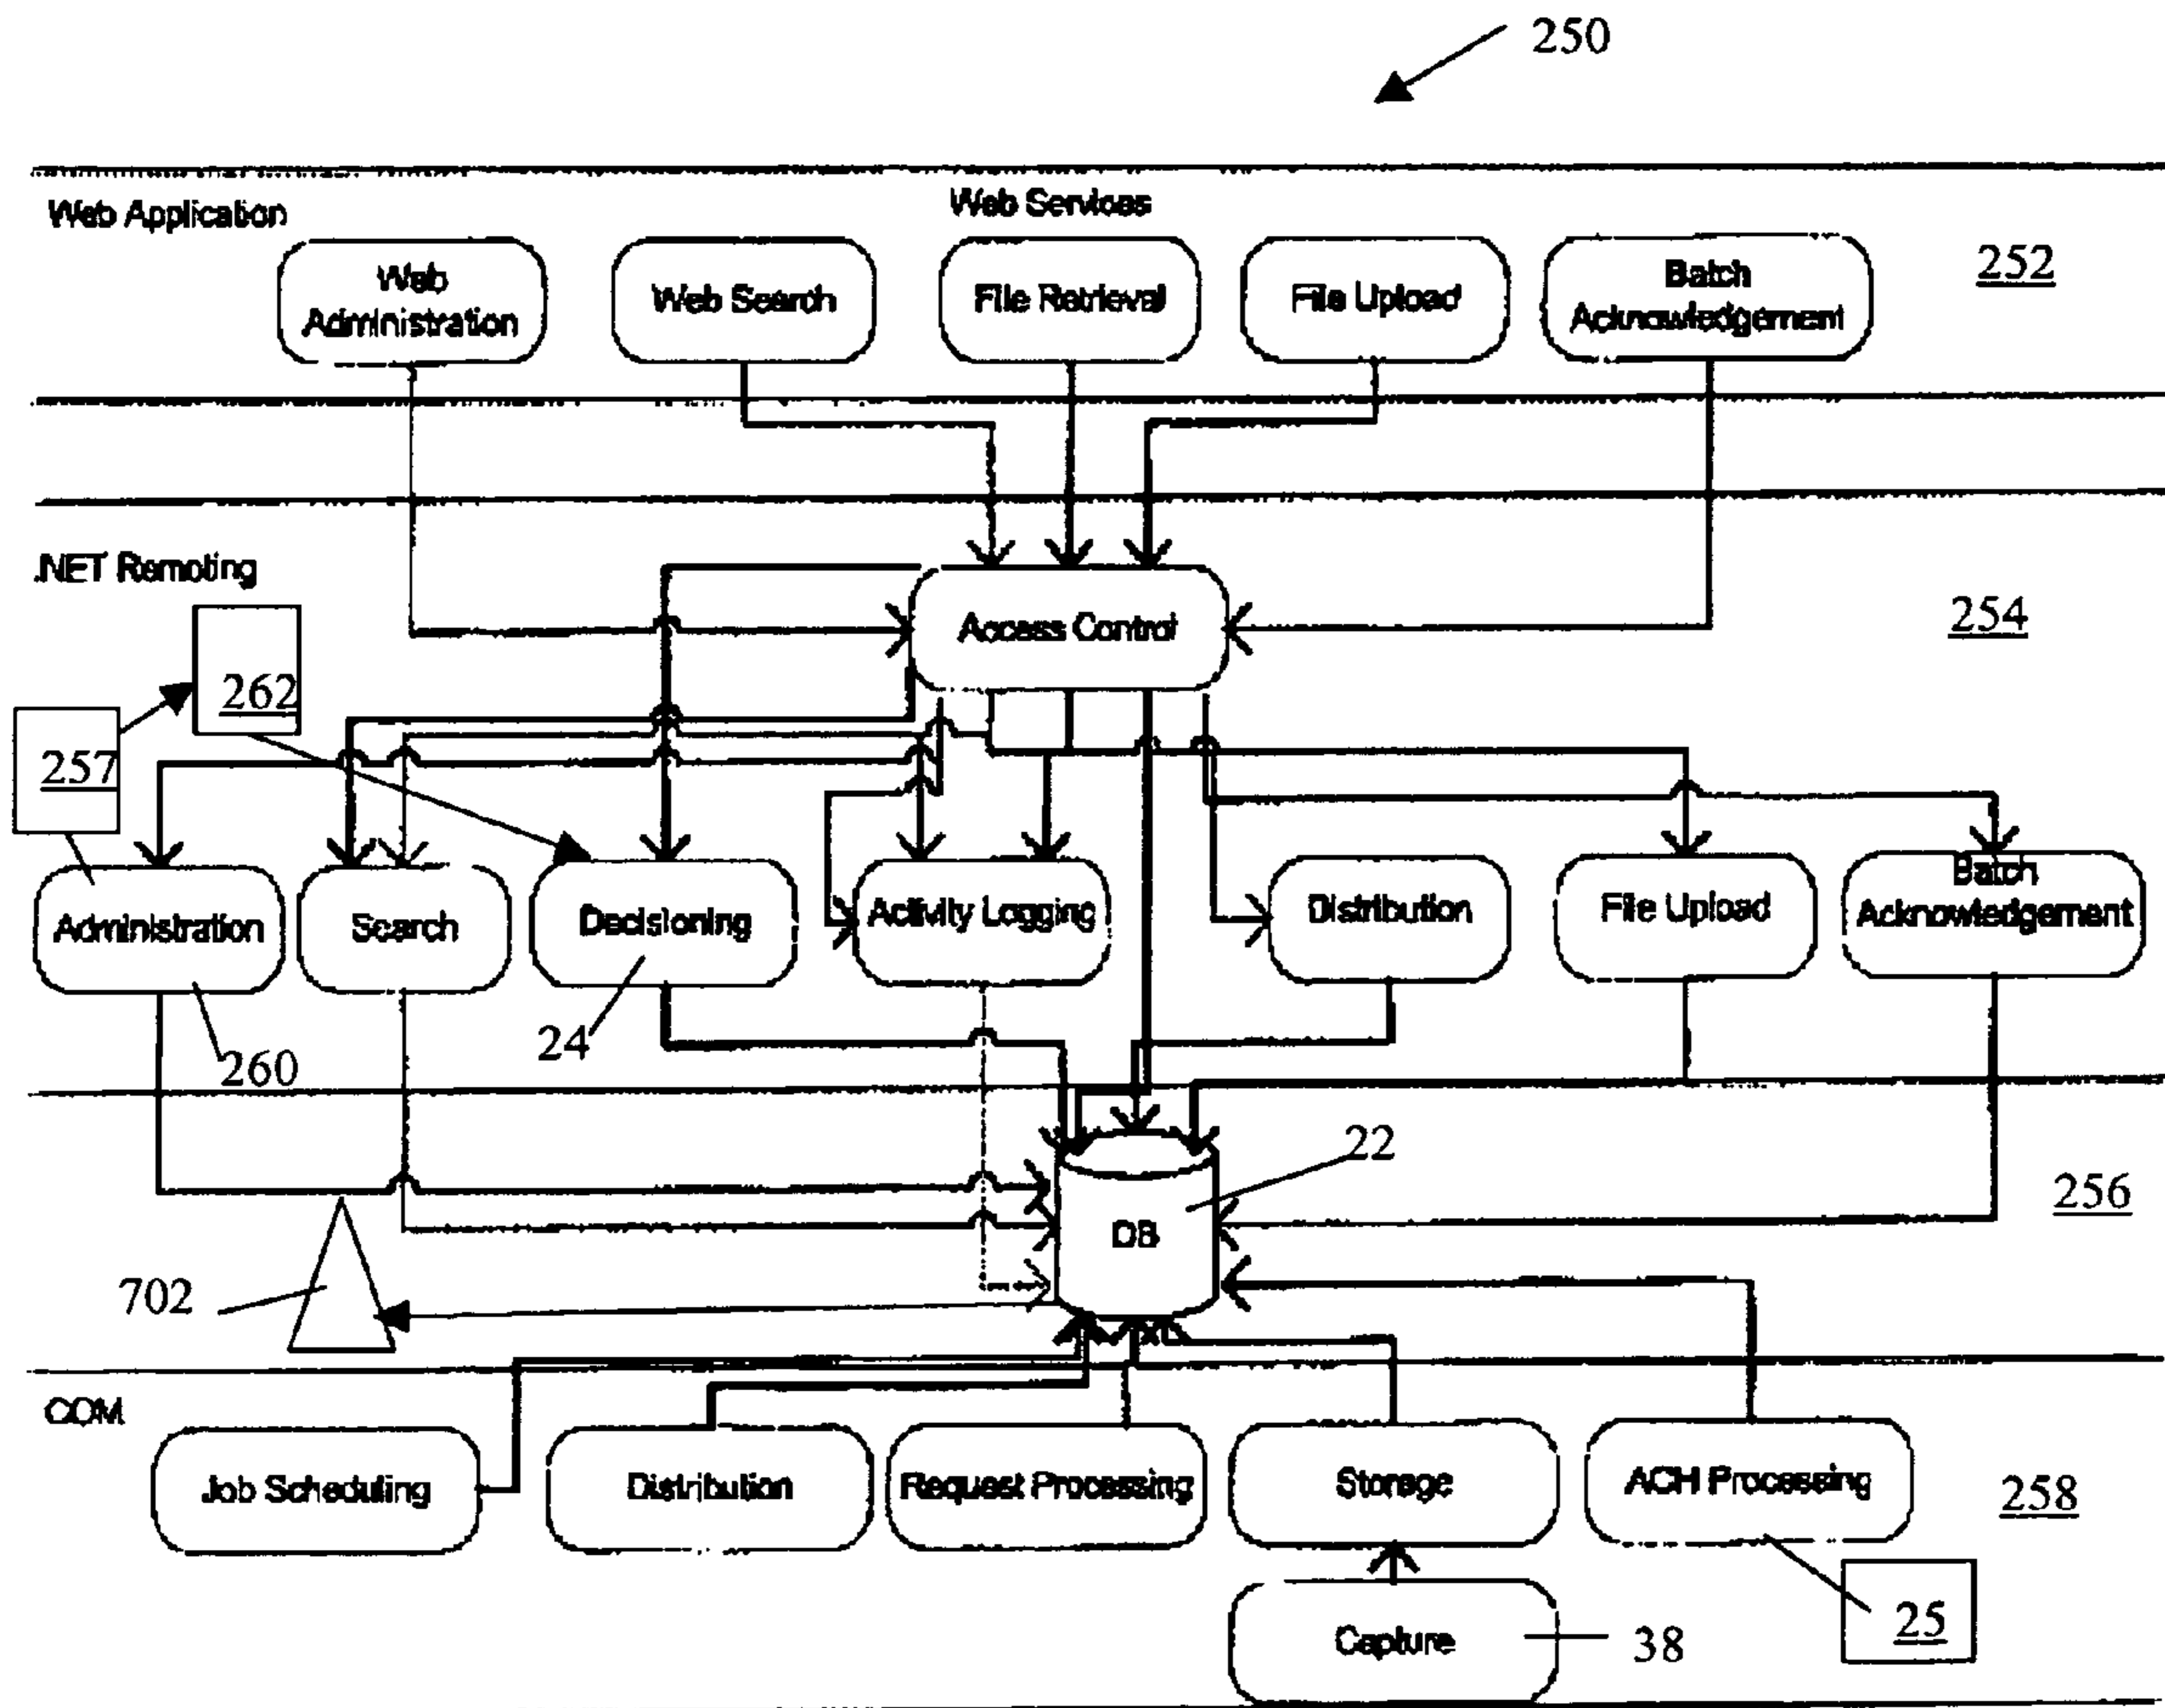 250
Web Application
Web Services
Web
Administration
Web Search
File Retrieval
File Upload
Batch
Acknowledgement
252
.NET Remoting
Access Control
254
262
257
Administration
Search
Decisioning
Activity Logging
Distribution
File Upload
Batch
Acknowledgement
260
24
22
DB
256
702
COM
Job Scheduling
Distribution
Request Processing
Storage
ACH Processing
258
Capture
38
25